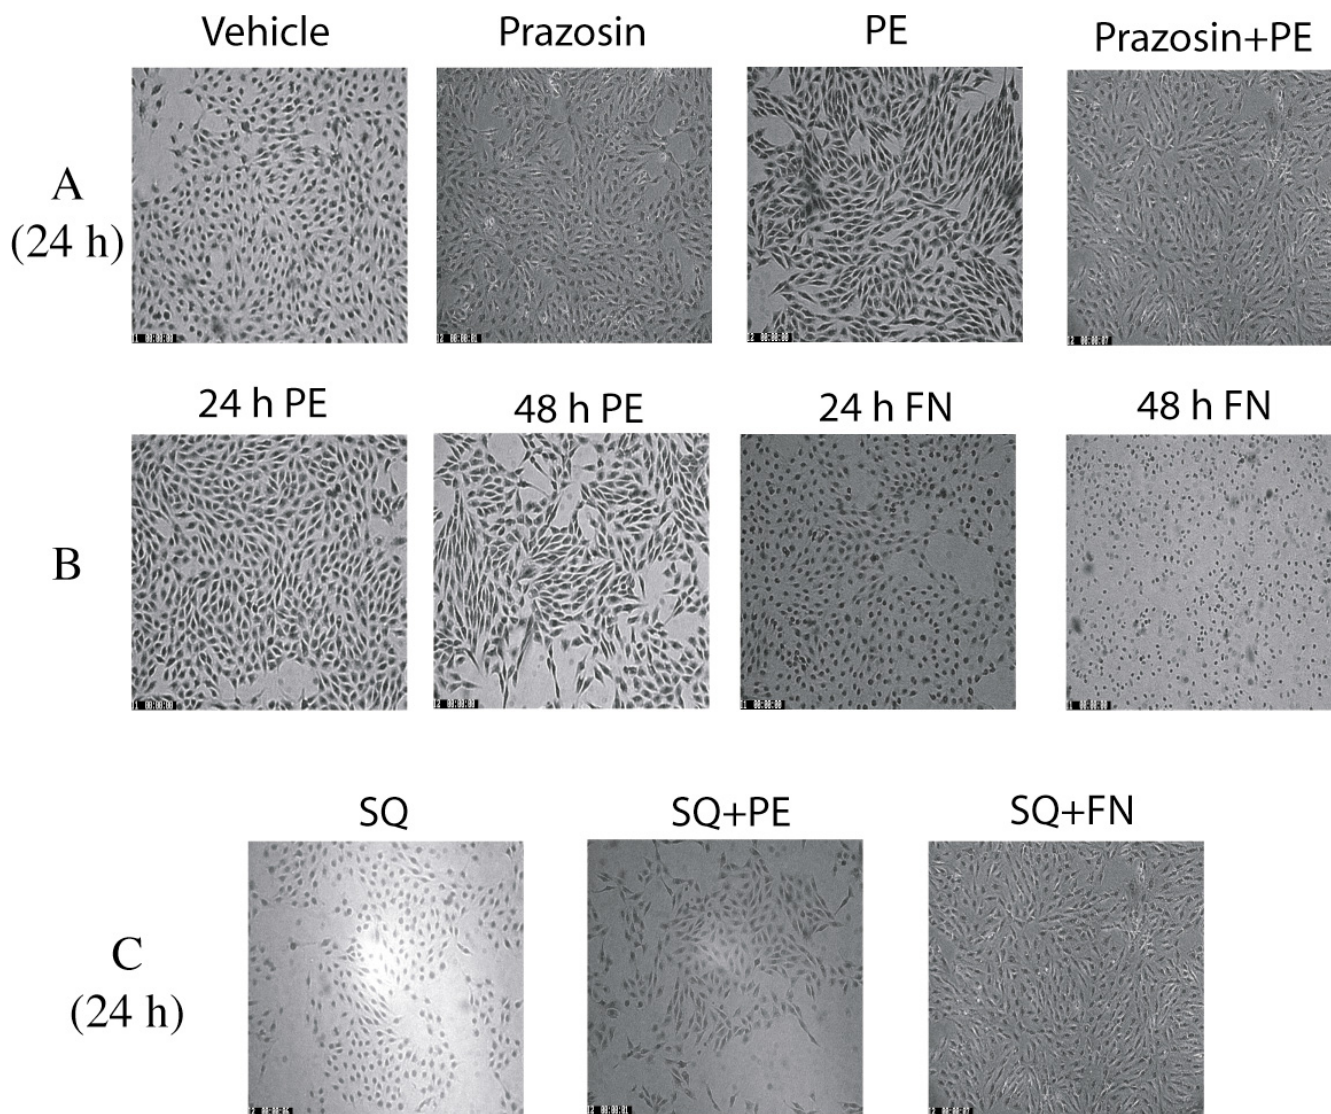 Vehicle Prazosin PE Prazosin+PE
A
(24 h)
24 h PE 48 h PE 24 h FN 48 h FN
B
SQ SQ+PE SQ+FN
C
(24 h)